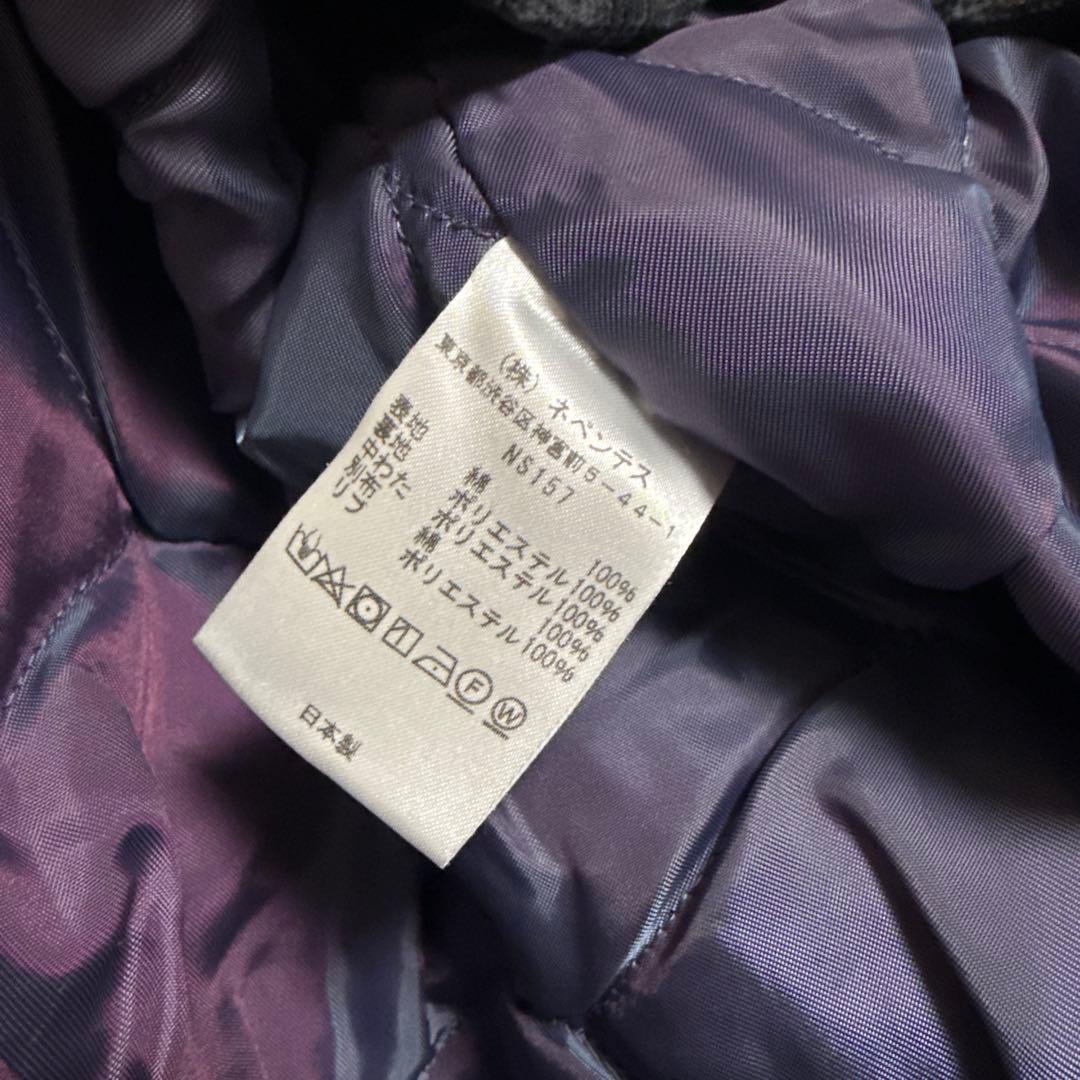 (株) ネペンテス
東京都渋谷区神宮前5-44-1
NS157
表地 綿 100%
裏地 ポリエステル 100%
中わた ポリエステル 100%
別布 綿 100%
リブ ポリエステル 100%
F W
日本製